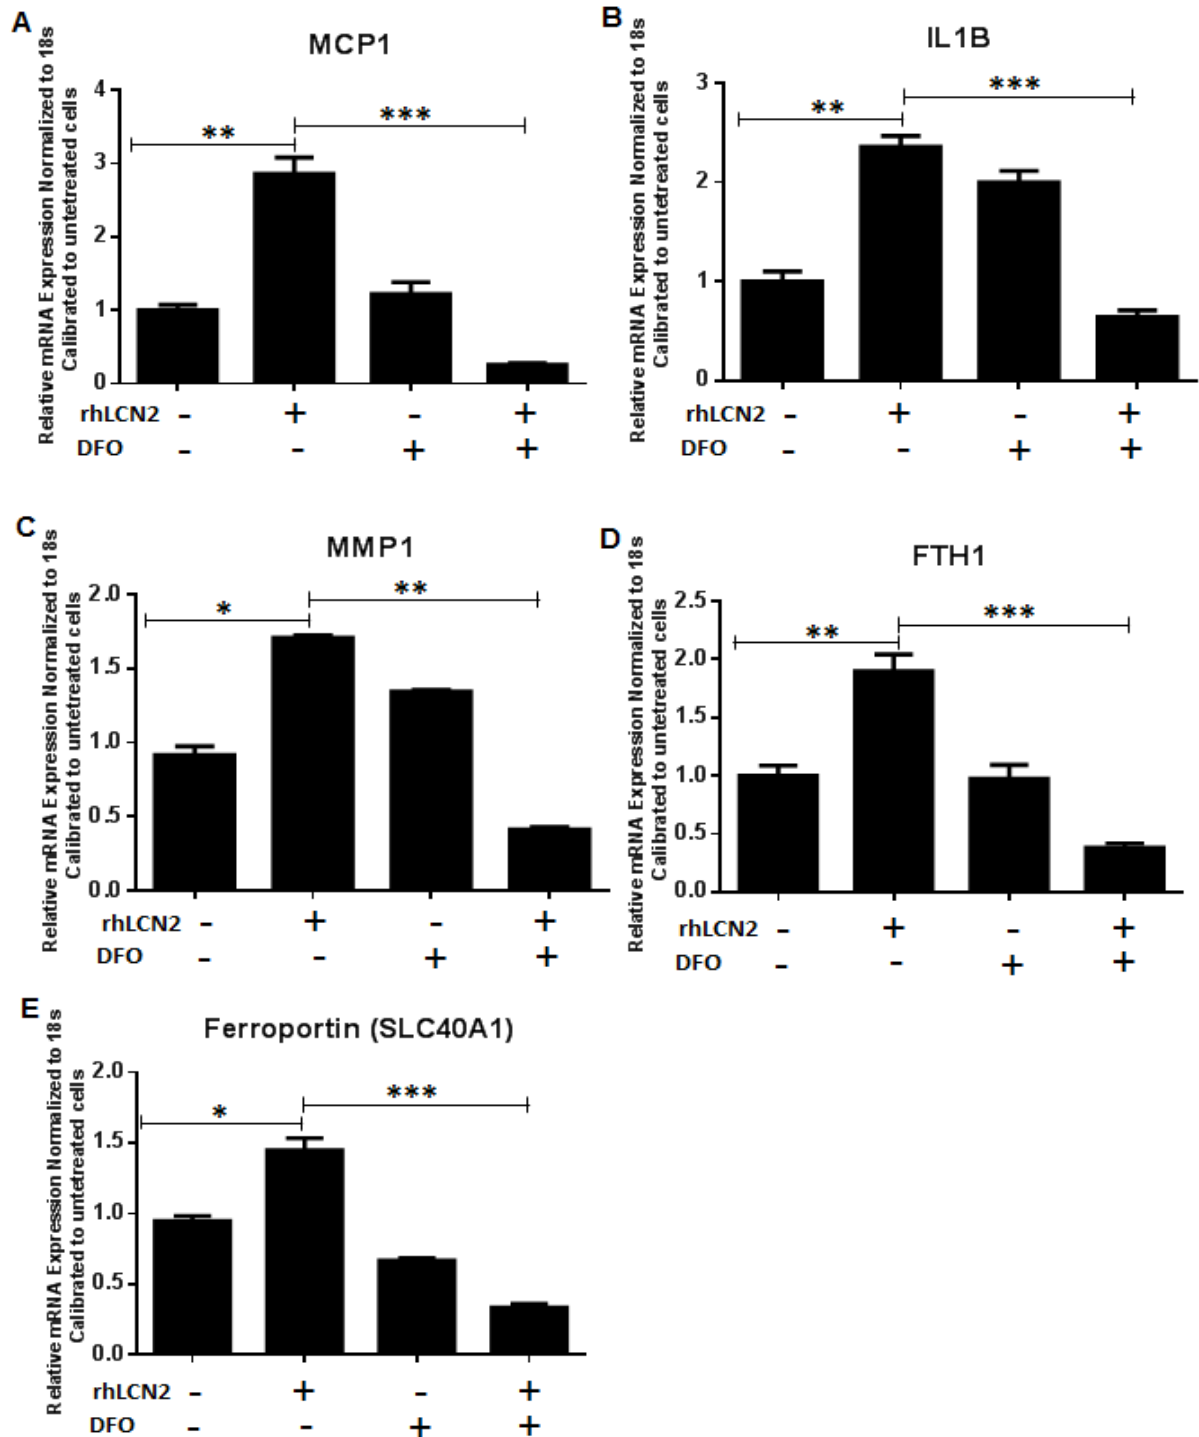 A
MCP1
Relative mRNA Expression Normalized to 18s
Calibrated to untetreated cells
4
3
2
1
0
**
***
rhLCN2 - + - +
DFO - - + +
B
IL1B
Relative mRNA Expression Normalized to 18s
Calibrated to untetreated cells
3
2
1
0
**
***
rhLCN2 - + - +
DFO - - + +
C
MMP1
Relative mRNA Expression Normalized to 18s
Calibrated to untetreated cells
2.0
1.5
1.0
0.5
0.0
*
**
rhLCN2 - + - +
DFO - - + +
D
FTH1
Relative mRNA Expression Normalized to 18s
Calibrated to untetreated cells
2.5
2.0
1.5
1.0
0.5
0.0
**
***
rhLCN2 - + - +
DFO - - + +
E
Ferroportin (SLC40A1)
Relative mRNA Expression Normalized to 18s
Calibrated to untetreated cells
2.0
1.5
1.0
0.5
0.0
*
***
rhLCN2 - + - +
DFO - - + +